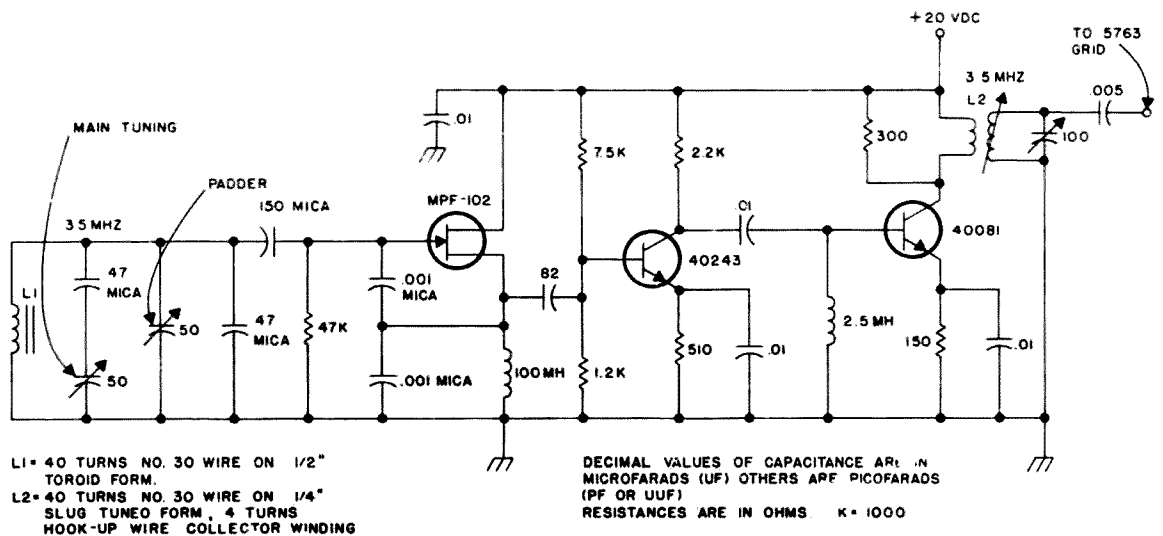 +20 VDC
TO 5763
GRID
3.5 MHZ
L2
.005
.01
MAIN TUNING
300
100
7.5K
2.2K
PADDER
MPF-102
150 MICA
.01
40081
3.5 MHZ
40243
82
47
MICA
.001
MICA
L1
50
47
MICA
47K
2.5 MH
510
.01
150
.01
50
.001 MICA
100MH
1.2K
L1= 40 TURNS NO. 30 WIRE ON 1/2"
TOROID FORM.
L2= 40 TURNS NO. 30 WIRE ON 1/4"
SLUG TUNED FORM, 4 TURNS
HOOK-UP WIRE COLLECTOR WINDING
DECIMAL VALUES OF CAPACITANCE ARE IN
MICROFARADS (UF) OTHERS ARE PICOFARADS
(PF OR UUF)
RESISTANCES ARE IN OHMS K=1000